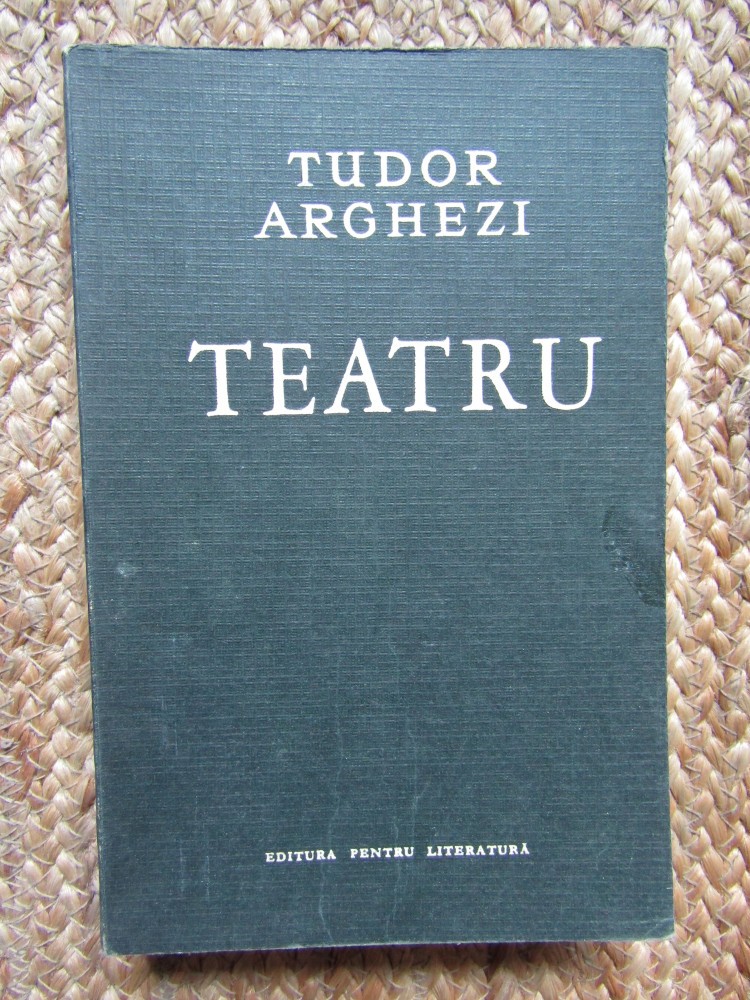 TUDOR
ARGHEZI
TEATRU
EDITURA PENTRU LITERATURĂ